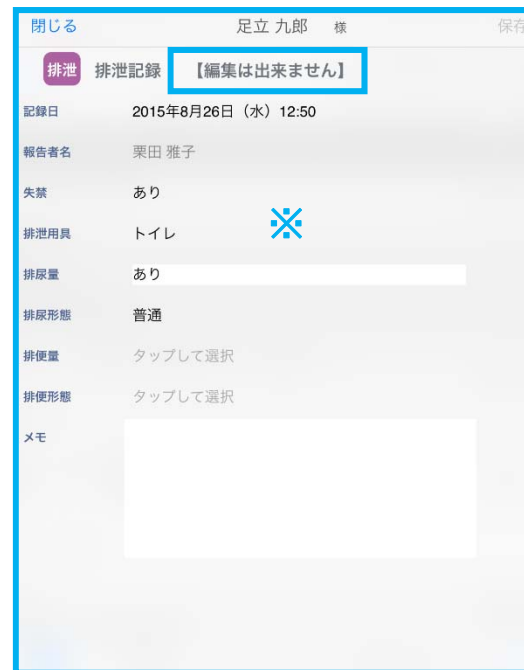 閉じる 足立 九郎 様 保存
排泄 排泄記録 【編集は出来ません】
記録日 2015年8月26日（水）12:50
報告者名 栗田 雅子
失禁 あり
※
排泄用具 トイレ
排尿量 あり
排尿形態 普通
排便量 タップして選択
排便形態 タップして選択
メモ